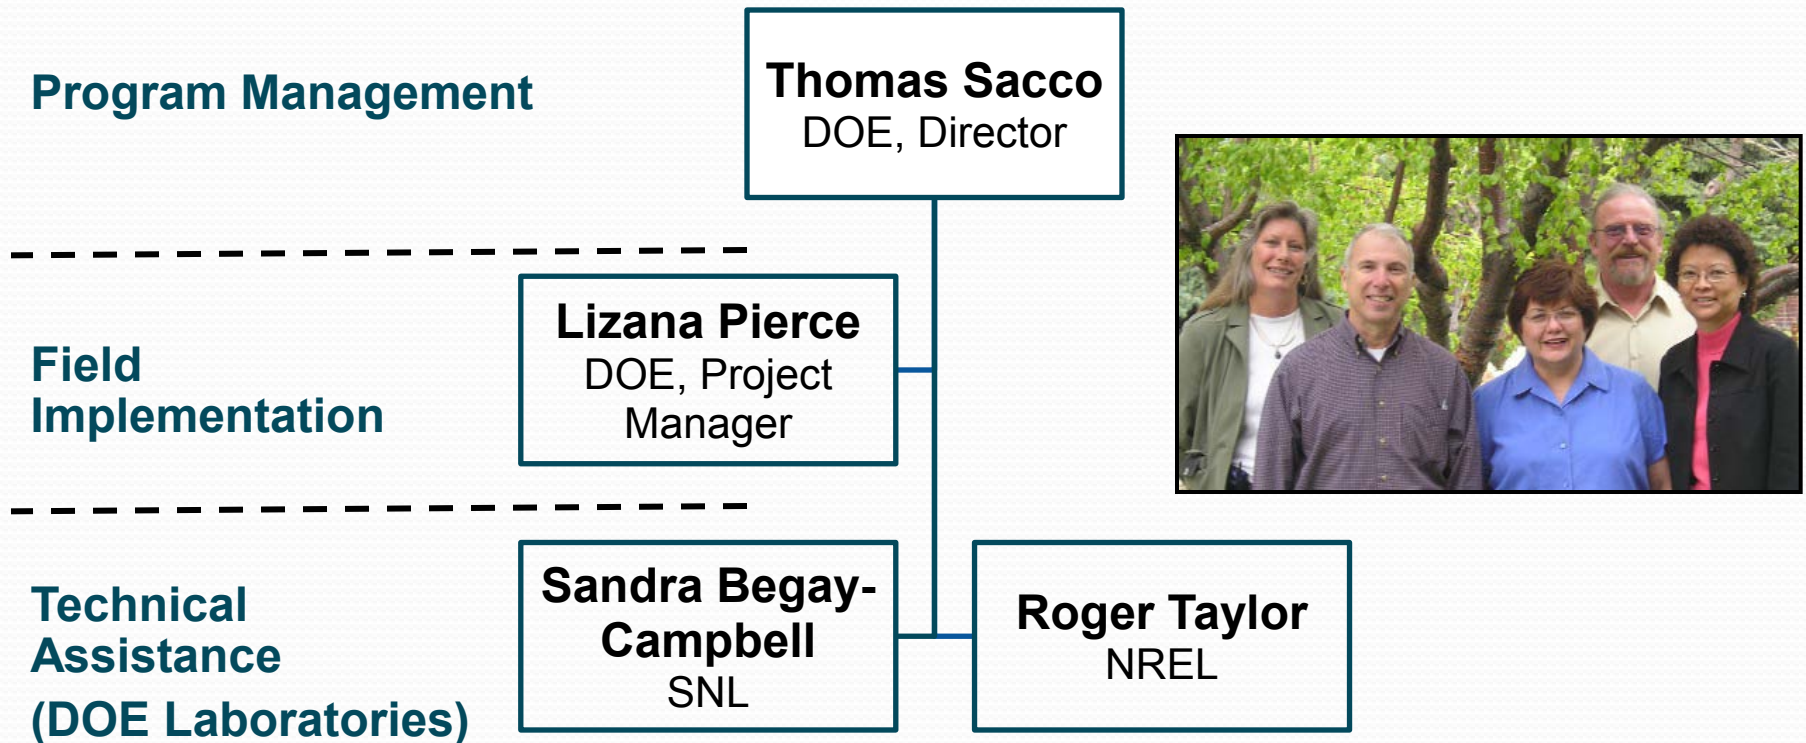 Program Management
Thomas Sacco
DOE, Director
Field
Implementation
Lizana Pierce
DOE, Project
Manager
Technical
Assistance
(DOE Laboratories)
Sandra Begay-
Campbell
SNL
Roger Taylor
NREL